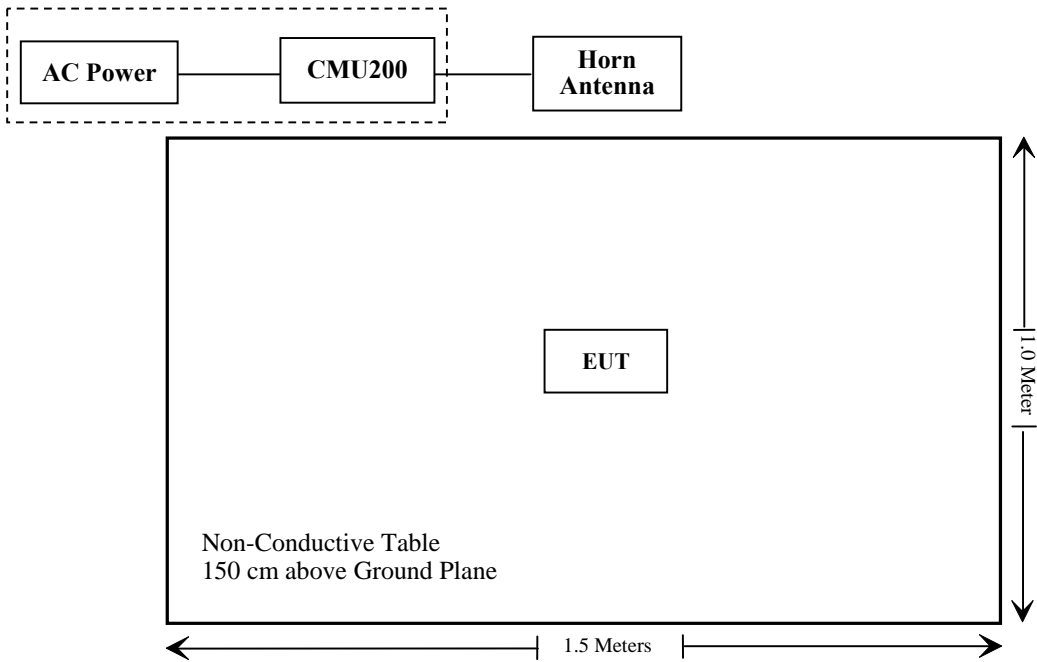 AC Power
CMU200
Horn
Antenna
EUT
1.0 Meter
Non-Conductive Table
150 cm above Ground Plane
1.5 Meters